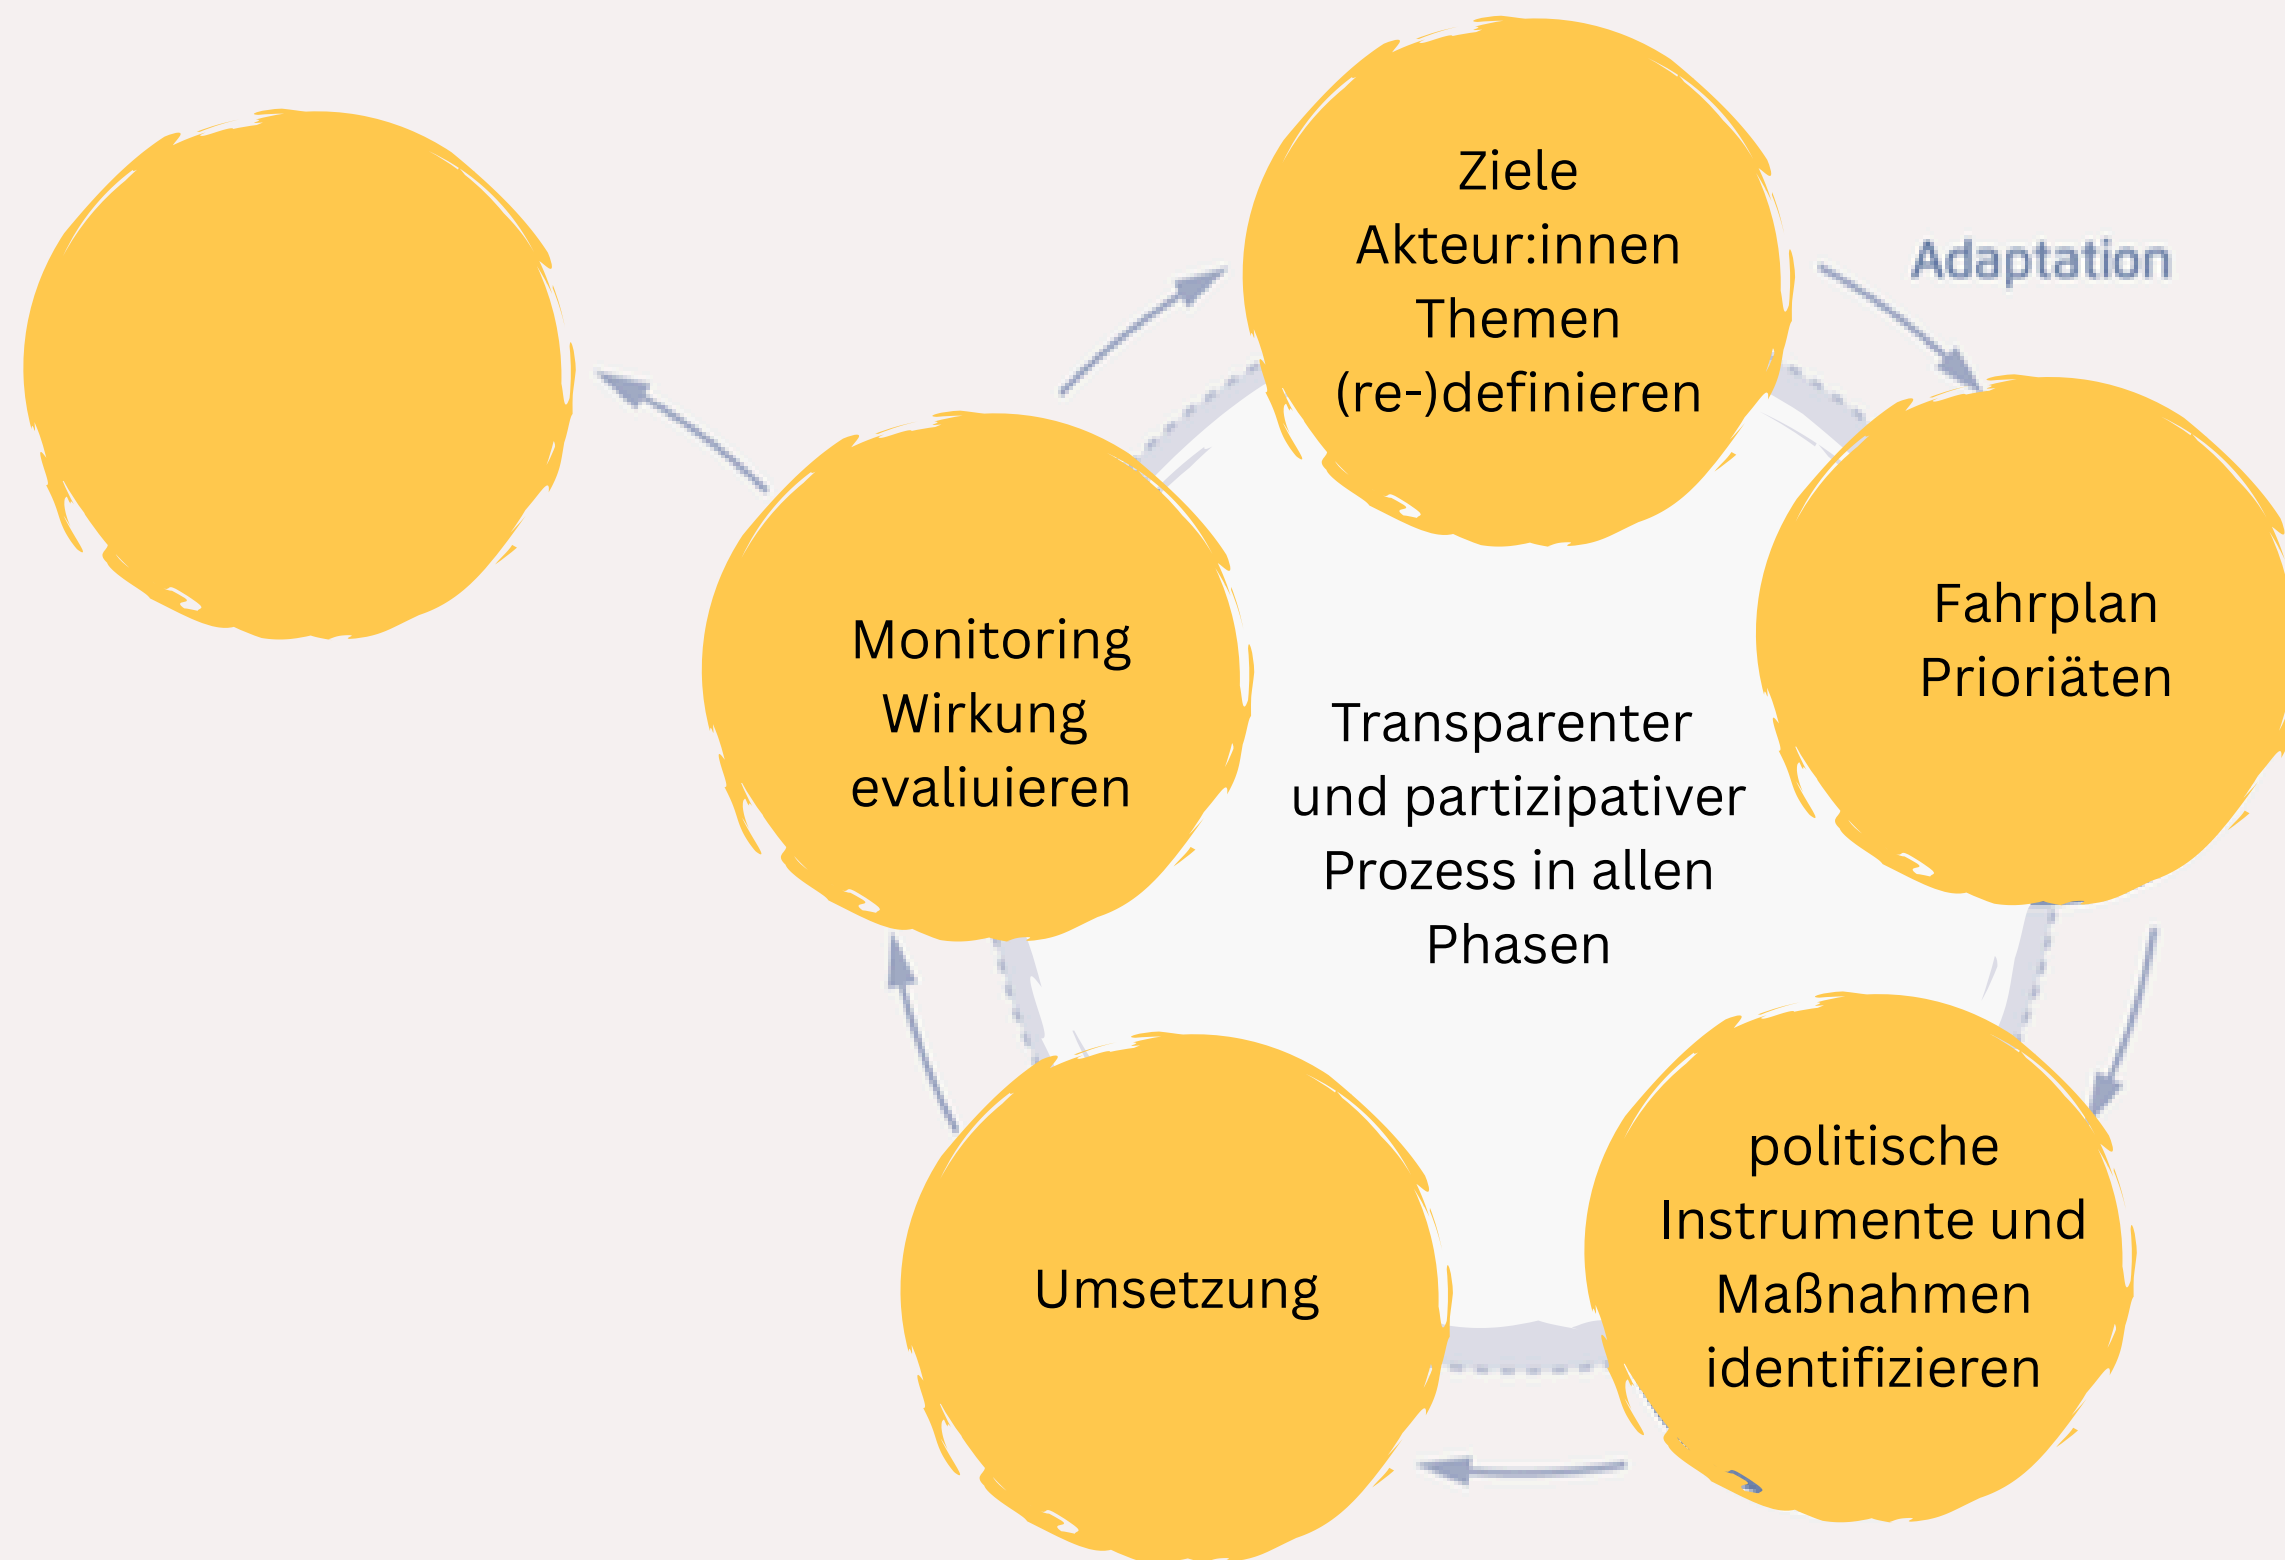 Ziele
Akteur:innen
Themen
(re-)definieren
Adaptation
Fahrplan
Prioriäten
Monitoring
Wirkung
evaliuieren
Transparenter
und partizipativer
Prozess in allen
Phasen
politische
Instrumente und
Maßnahmen
identifizieren
Umsetzung